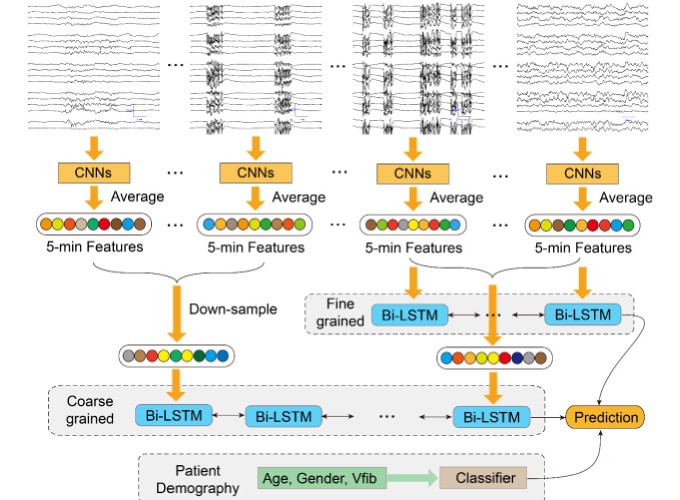 ... ... ...
CNNs ... CNNs ... CNNs ... CNNs
Average Average Average Average
... ... ...
5-min Features 5-min Features 5-min Features 5-min Features
Down-sample
Fine
grained
Bi-LSTM ... Bi-LSTM
Coarse
grained
Bi-LSTM Bi-LSTM ... Bi-LSTM
Prediction
Patient
Demography
Age, Gender, Vfib
Classifier